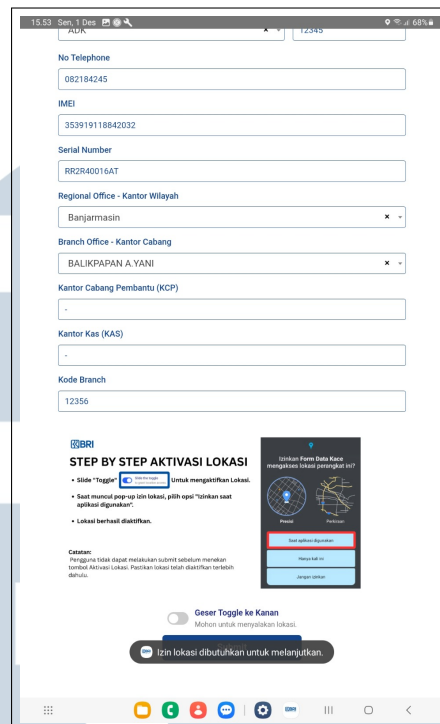 15.53 Sen, 1 Des 68%
ADK × 12345
No Telephone
082184245
IMEI
353919118842032
Serial Number
RR2R40016AT
Regional Office - Kantor Wilayah
Banjarmasin ×
Branch Office - Kantor Cabang
BALIKPAPAN A.YANI ×
Kantor Cabang Pembantu (KCP)
-
Kantor Kas (KAS)
-
Kode Branch
12356
BRI
STEP BY STEP AKTIVASI LOKASI
• Slide "Toggle" Untuk mengaktifkan Lokasi.
• Saat muncul pop-up izin lokasi, pilih opsi "Izinkan saat
aplikasi digunakan".
• Lokasi berhasil diaktifkan.
Catatan:
Pengguna tidak dapat melakukan submit sebelum menekan
tombol Aktivasi Lokasi. Pastikan lokasi telah diaktifkan terlebih
dahulu.
Izinkan Form Data Kace
mengakses lokasi perangkat ini?
Presisi Perkiraan
Saat aplikasi digunakan
Hanya kali ini
Jangan izinkan
Geser Toggle ke Kanan
Mohon untuk menyalakan lokasi.
Izin lokasi dibutuhkan untuk melanjutkan.